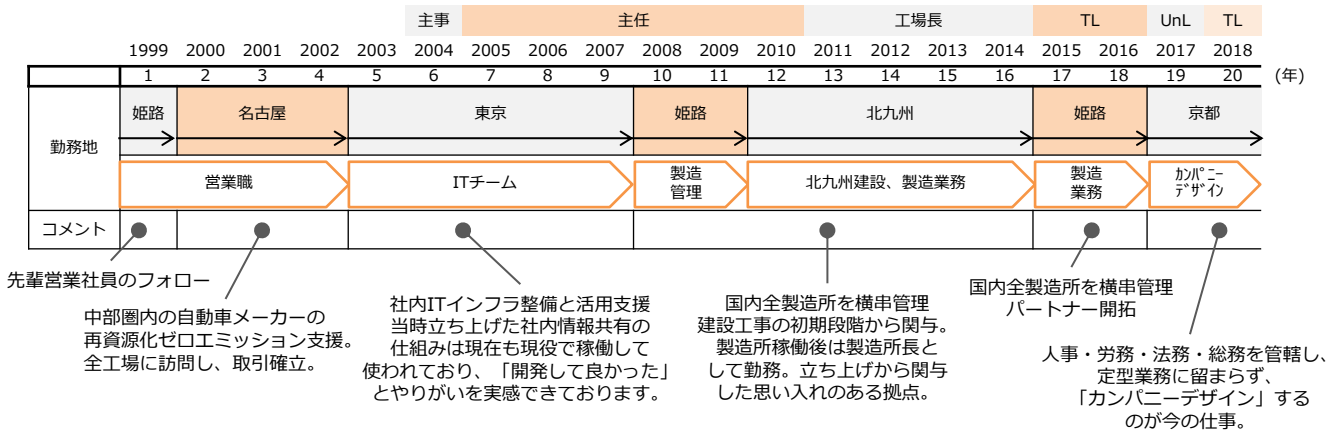 主事 主任 工場長 TL UnL TL
1999 2000 2001 2002 2003 2004 2005 2006 2007 2008 2009 2010 2011 2012 2013 2014 2015 2016 2017 2018
1 2 3 4 5 6 7 8 9 10 11 12 13 14 15 16 17 18 19 20 (年)
勤務地
姫路 名古屋 東京 姫路 北九州 姫路 京都
営業職
ITチーム
製造
管理
北九州建設、製造業務
製造
業務
ｶﾝﾊﾟﾆｰ
ﾃﾞｻﾞｲﾝ
コメント
先輩営業社員のフォロー
中部圏内の自動車メーカーの
再資源化ゼロエミッション支援。
全工場に訪問し、取引確立。
社内ITインフラ整備と活用支援
当時立ち上げた社内情報共有の
仕組みは現在も現役で稼働して
使われており、「開発して良かった」
とやりがいを実感できております。
国内全製造所を横串管理
建設工事の初期段階から関与。
製造所稼働後は製造所長と
して勤務。立ち上げから関与
した思い入れのある拠点。
国内全製造所を横串管理
パートナー開拓
人事・労務・法務・総務を管轄し、
定型業務に留まらず、
「カンパニーデザイン」する
のが今の仕事。